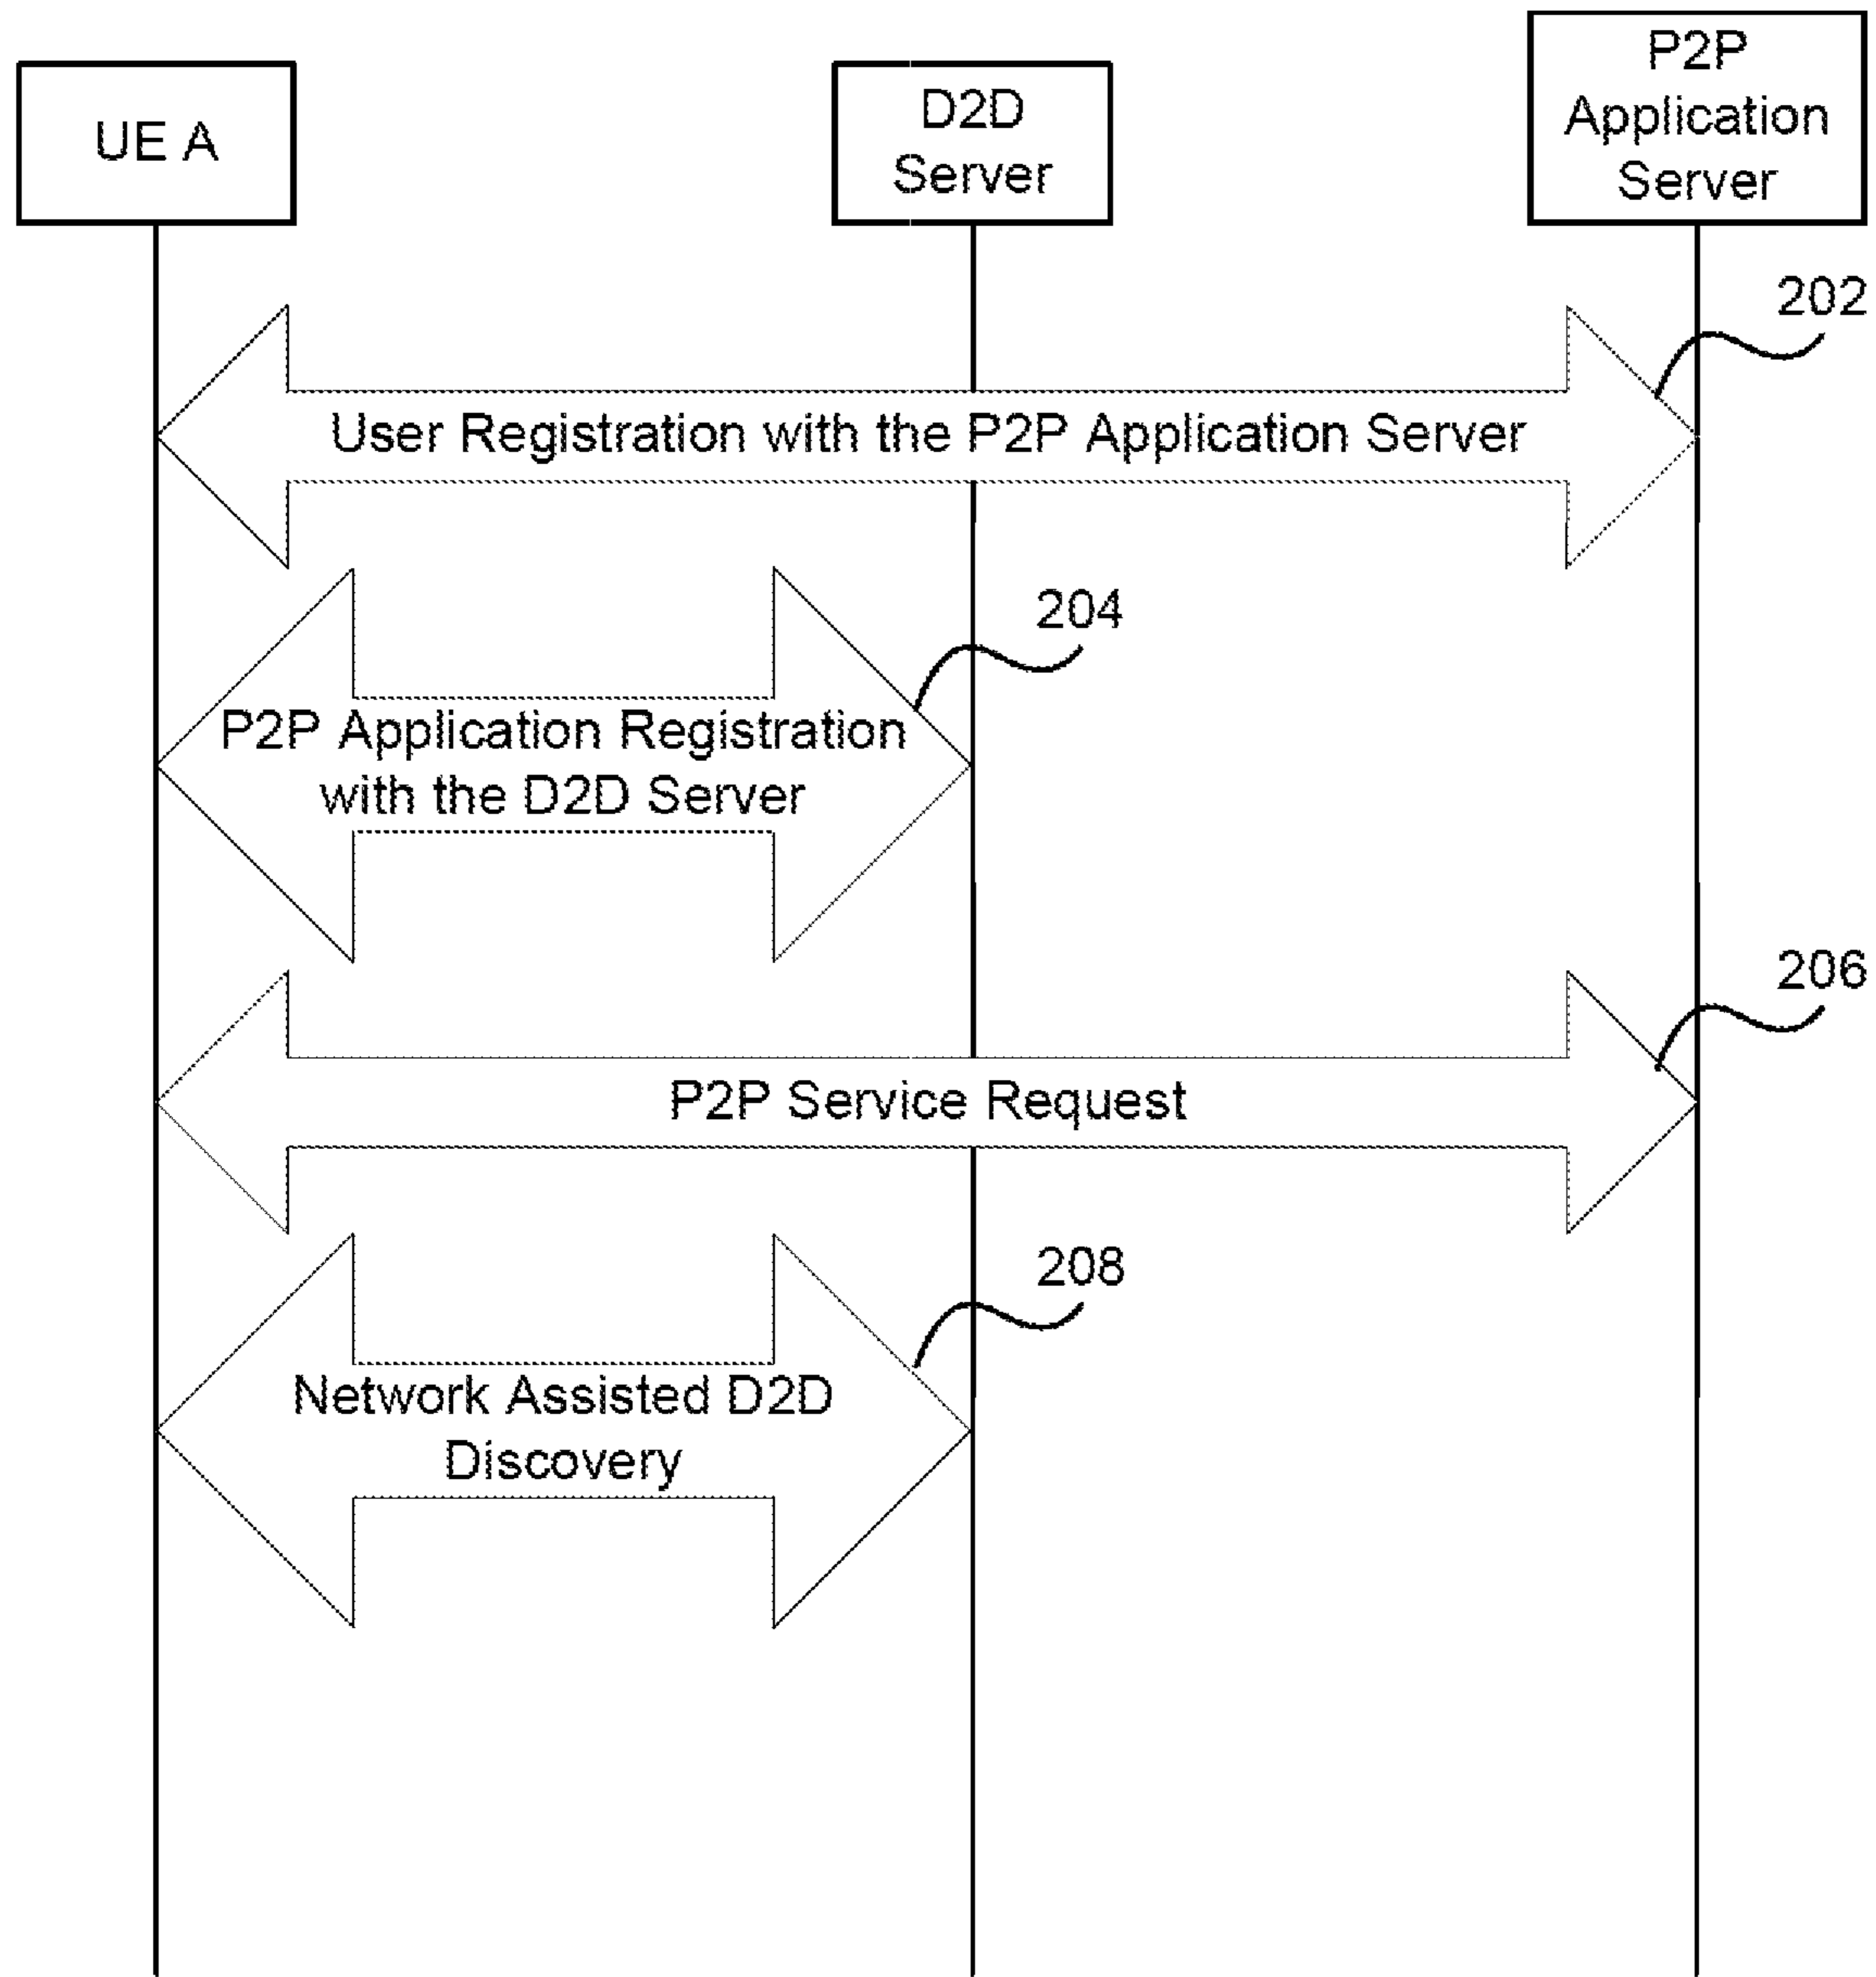 UE A
D2D
Server
P2P
Application
Server
202
User Registration with the P2P Application Server
204
P2P Application Registration
with the D2D Server
206
P2P Service Request
208
Network Assisted D2D
Discovery